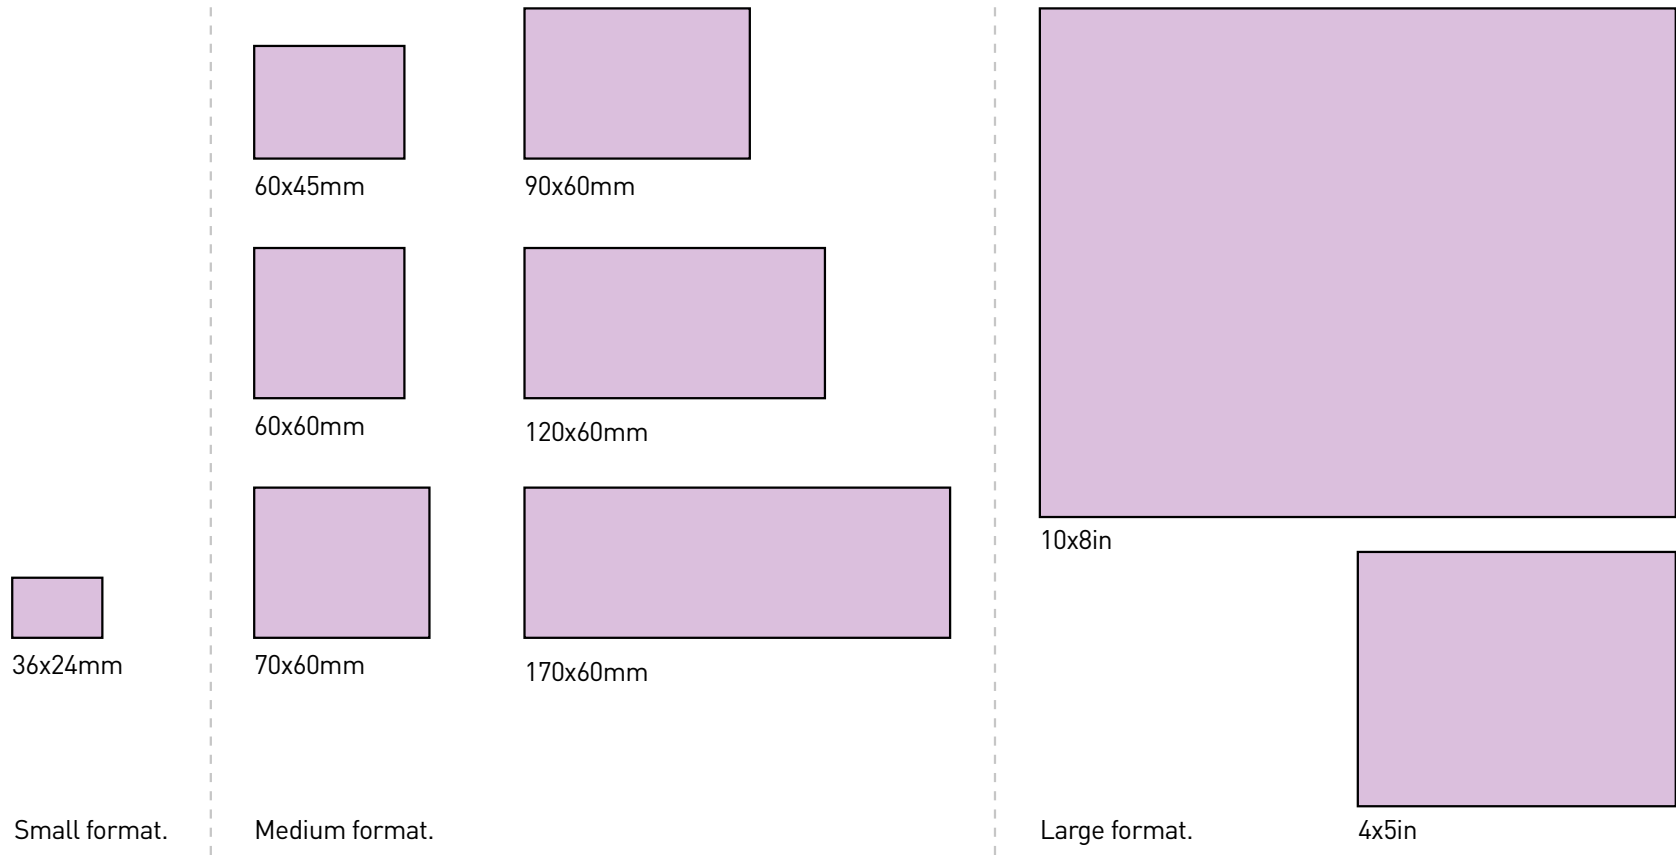 60x45mm
90x60mm
60x60mm
120x60mm
10x8in
36x24mm
70x60mm
170x60mm
Small format.
Medium format.
Large format.
4x5in